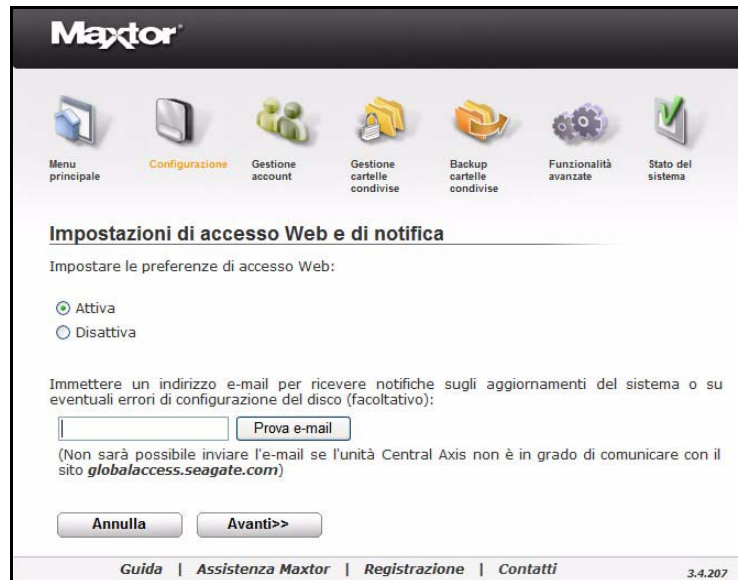 Maxtor
Menu principale
Configurazione
Gestione account
Gestione cartelle condivise
Backup cartelle condivise
Funzionalità avanzate
Stato del sistema
Impostazioni di accesso Web e di notifica
Impostare le preferenze di accesso Web:
Attiva
Disattiva
Immettere un indirizzo e-mail per ricevere notifiche sugli aggiornamenti del sistema o su
eventuali errori di configurazione del disco (facoltativo):
Prova e-mail
(Non sarà possibile inviare l'e-mail se l'unità Central Axis non è in grado di comunicare con il
sito globalaccess.seagate.com)
Annulla
Avanti>>
Guida | Assistenza Maxtor | Registrazione | Contatti
3.4.207